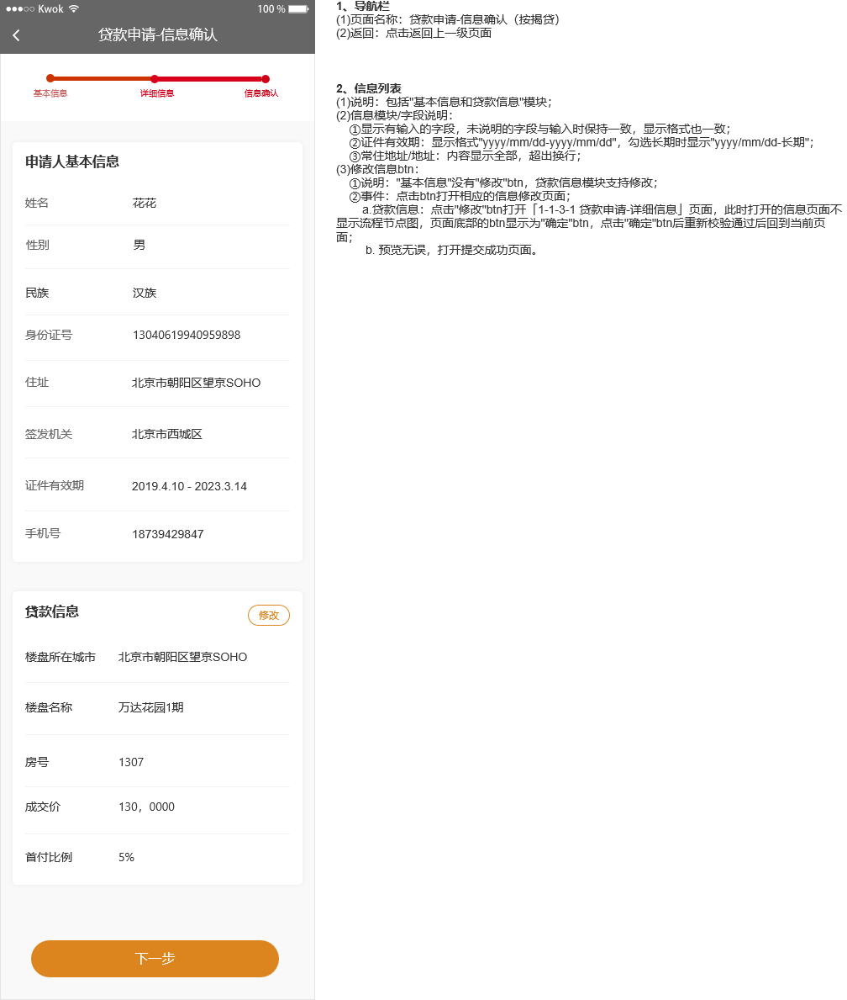 Kwok 100 %
贷款申请-信息确认
基本信息 详细信息 信息确认
申请人基本信息
姓名 花花
性别 男
民族 汉族
身份证号 13040619940959898
住址 北京市朝阳区望京SOHO
签发机关 北京市西城区
证件有效期 2019.4.10 - 2023.3.14
手机号 18739429847
贷款信息 修改
楼盘所在城市 北京市朝阳区望京SOHO
楼盘名称 万达花园1期
房号 1307
成交价 130，0000
首付比例 5%
下一步
1、导航栏
(1)页面名称：贷款申请-信息确认（按揭贷）
(2)返回：点击返回上一级页面
2、信息列表
(1)说明：包括"基本信息和贷款信息"模块；
(2)信息模块/字段说明：
①显示有输入的字段，未说明的字段与输入时保持一致，显示格式也一致；
②证件有效期：显示格式"yyyy/mm/dd-yyyy/mm/dd"，勾选长期时显示"yyyy/mm/dd-长期"；
③常住地址/地址：内容显示全部，超出换行；
(3)修改信息btn：
①说明："基本信息"没有"修改"btn，贷款信息模块支持修改；
②事件：点击btn打开相应的信息修改页面；
a.贷款信息：点击"修改"btn打开「1-1-3-1 贷款申请-详细信息」页面，此时打开的信息页面不
显示流程节点图，页面底部的btn显示为"确定"btn，点击"确定"btn后重新校验通过后回到当前页
面；
b. 预览无误，打开提交成功页面。